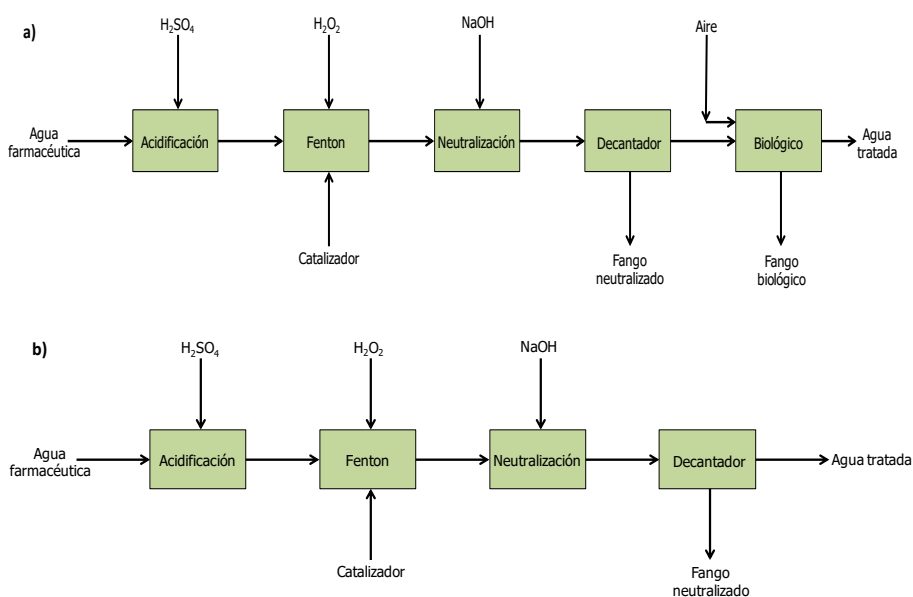 a)
H₂SO₄
H₂O₂
NaOH
Aire
Agua
farmacéutica
Acidificación
Fenton
Neutralización
Decantador
Biológico
Agua
tratada
Catalizador
Fango
neutralizado
Fango
biológico
b)
H₂SO₄
H₂O₂
NaOH
Agua
farmacéutica
Acidificación
Fenton
Neutralización
Decantador
Agua tratada
Catalizador
Fango
neutralizado